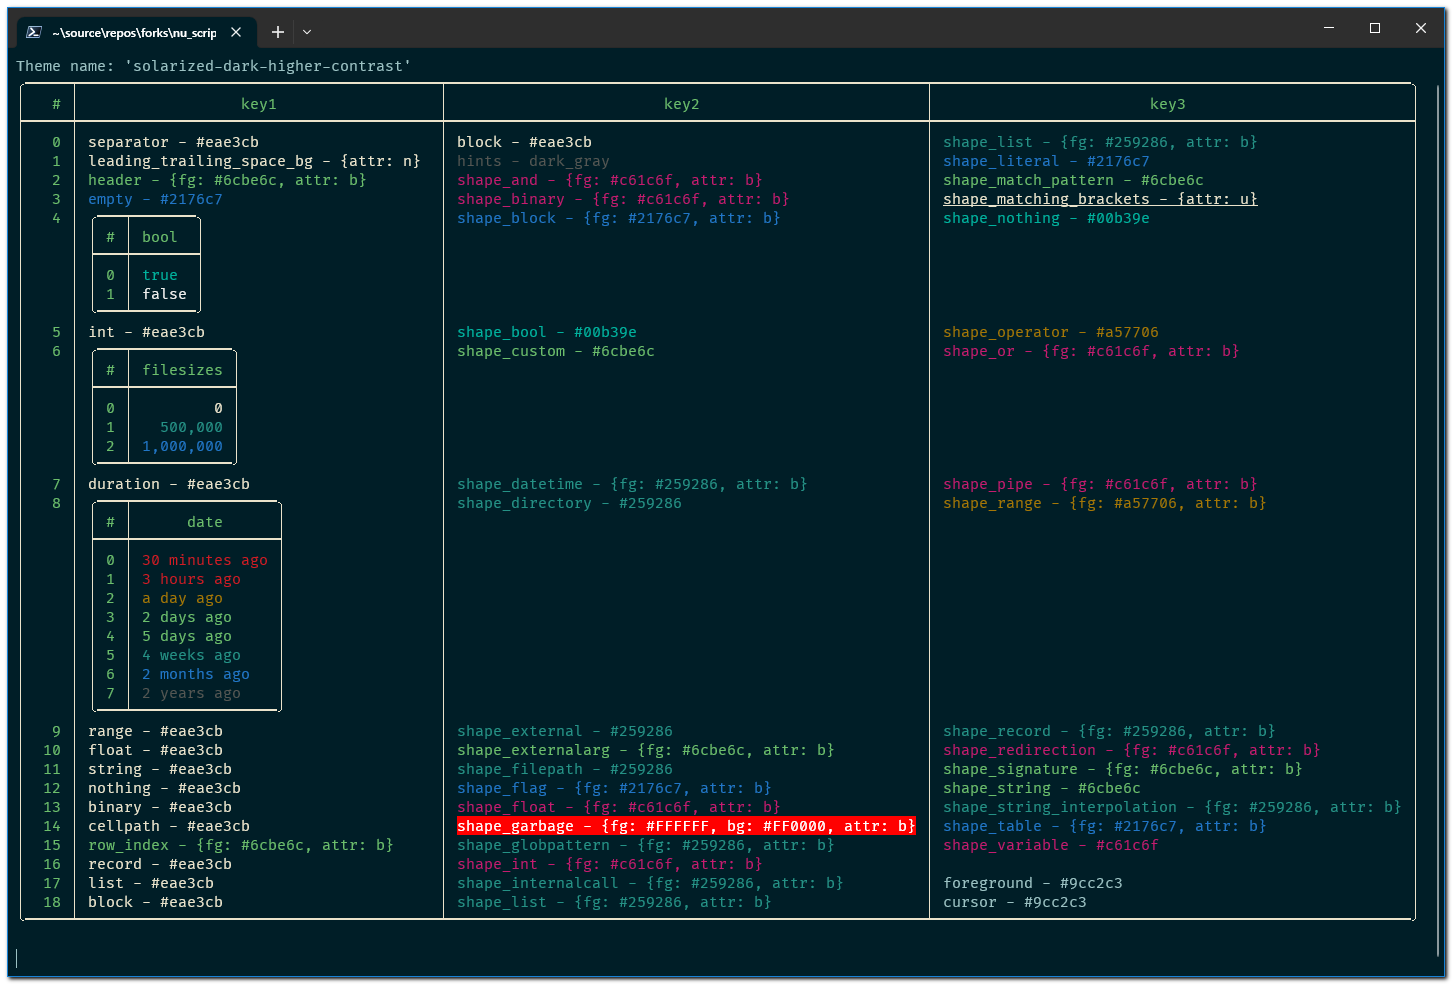 ~\source\repos\forks\nu_scrip
Theme name: 'solarized-dark-higher-contrast'
# key1 key2 key3
0 separator - #eae3cb block - #eae3cb shape_list - {fg: #259286, attr: b}
1 leading_trailing_space_bg - {attr: n} hints - dark_gray shape_literal - #2176c7
2 header - {fg: #6cbe6c, attr: b} shape_and - {fg: #c61c6f, attr: b} shape_match_pattern - #6cbe6c
3 empty - #2176c7 shape_binary - {fg: #c61c6f, attr: b} shape_matching_brackets - {attr: u}
4 shape_block - {fg: #2176c7, attr: b} shape_nothing - #00b39e
# bool
0 true
1 false
5 int - #eae3cb shape_bool - #00b39e shape_operator - #a57706
6 shape_custom - #6cbe6c shape_or - {fg: #c61c6f, attr: b}
# filesizes
0 0
1 500,000
2 1,000,000
7 duration - #eae3cb shape_datetime - {fg: #259286, attr: b} shape_pipe - {fg: #c61c6f, attr: b}
8 shape_directory - #259286 shape_range - {fg: #a57706, attr: b}
# date
0 30 minutes ago
1 3 hours ago
2 a day ago
3 2 days ago
4 5 days ago
5 4 weeks ago
6 2 months ago
7 2 years ago
9 range - #eae3cb shape_external - #259286 shape_record - {fg: #259286, attr: b}
10 float - #eae3cb shape_externalarg - {fg: #6cbe6c, attr: b} shape_redirection - {fg: #c61c6f, attr: b}
11 string - #eae3cb shape_filepath - #259286 shape_signature - {fg: #6cbe6c, attr: b}
12 nothing - #eae3cb shape_flag - {fg: #2176c7, attr: b} shape_string - #6cbe6c
13 binary - #eae3cb shape_float - {fg: #c61c6f, attr: b} shape_string_interpolation - {fg: #259286, attr: b}
14 cellpath - #eae3cb shape_garbage - {fg: #FFFFFF, bg: #FF0000, attr: b} shape_table - {fg: #2176c7, attr: b}
15 row_index - {fg: #6cbe6c, attr: b} shape_globpattern - {fg: #259286, attr: b} shape_variable - #c61c6f
16 record - #eae3cb shape_int - {fg: #c61c6f, attr: b}
17 list - #eae3cb shape_internalcall - {fg: #259286, attr: b} foreground - #9cc2c3
18 block - #eae3cb shape_list - {fg: #259286, attr: b} cursor - #9cc2c3